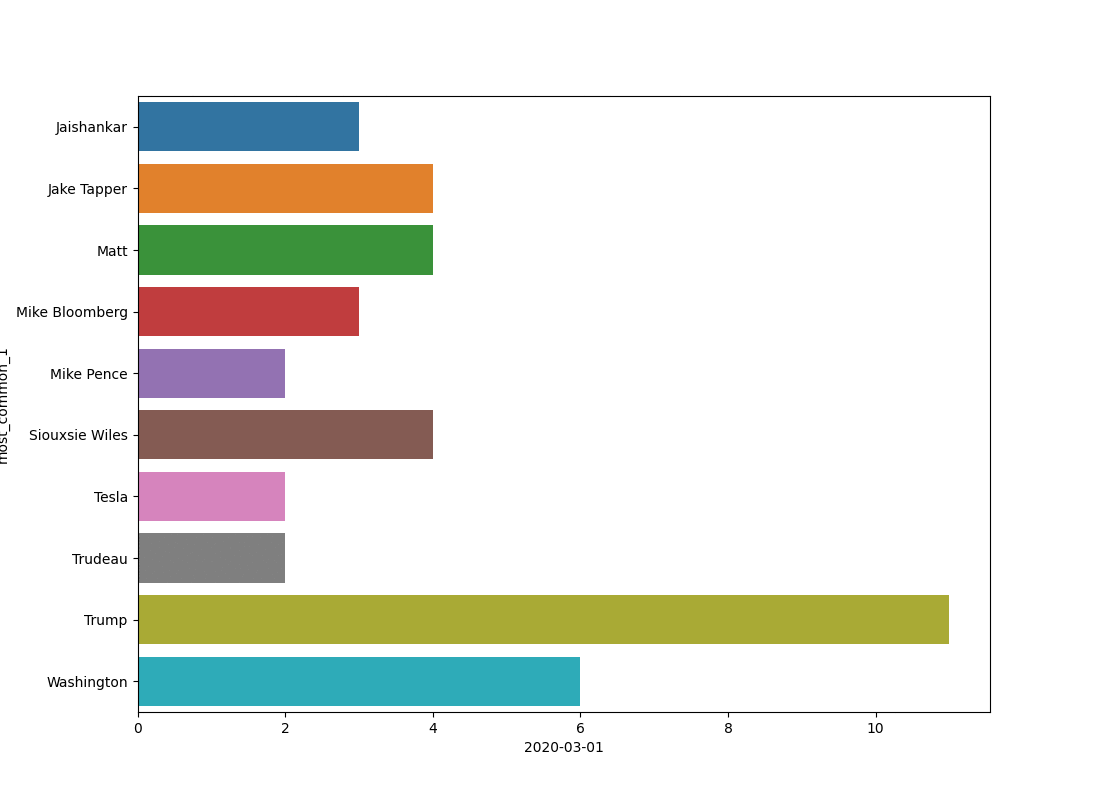 Jaishankar
Jake Tapper
Matt
Mike Bloomberg
Mike Pence
Siouxsie Wiles
Tesla
Trudeau
Trump
Washington
most_common_1
0 2 4 6 8 10
2020-03-01